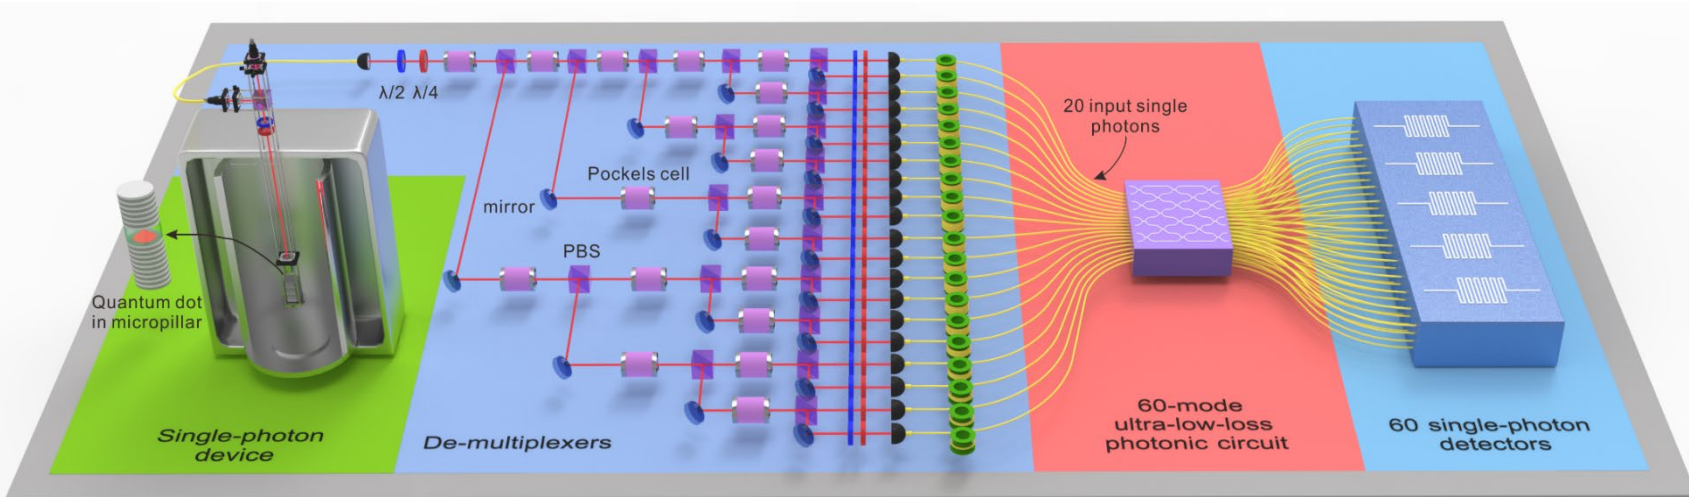 λ/2 λ/4
20 input single
photons
Pockels cell
mirror
PBS
Quantum dot
in micropillar
Single-photon
device
De-multiplexers
60-mode
ultra-low-loss
photonic circuit
60 single-photon
detectors